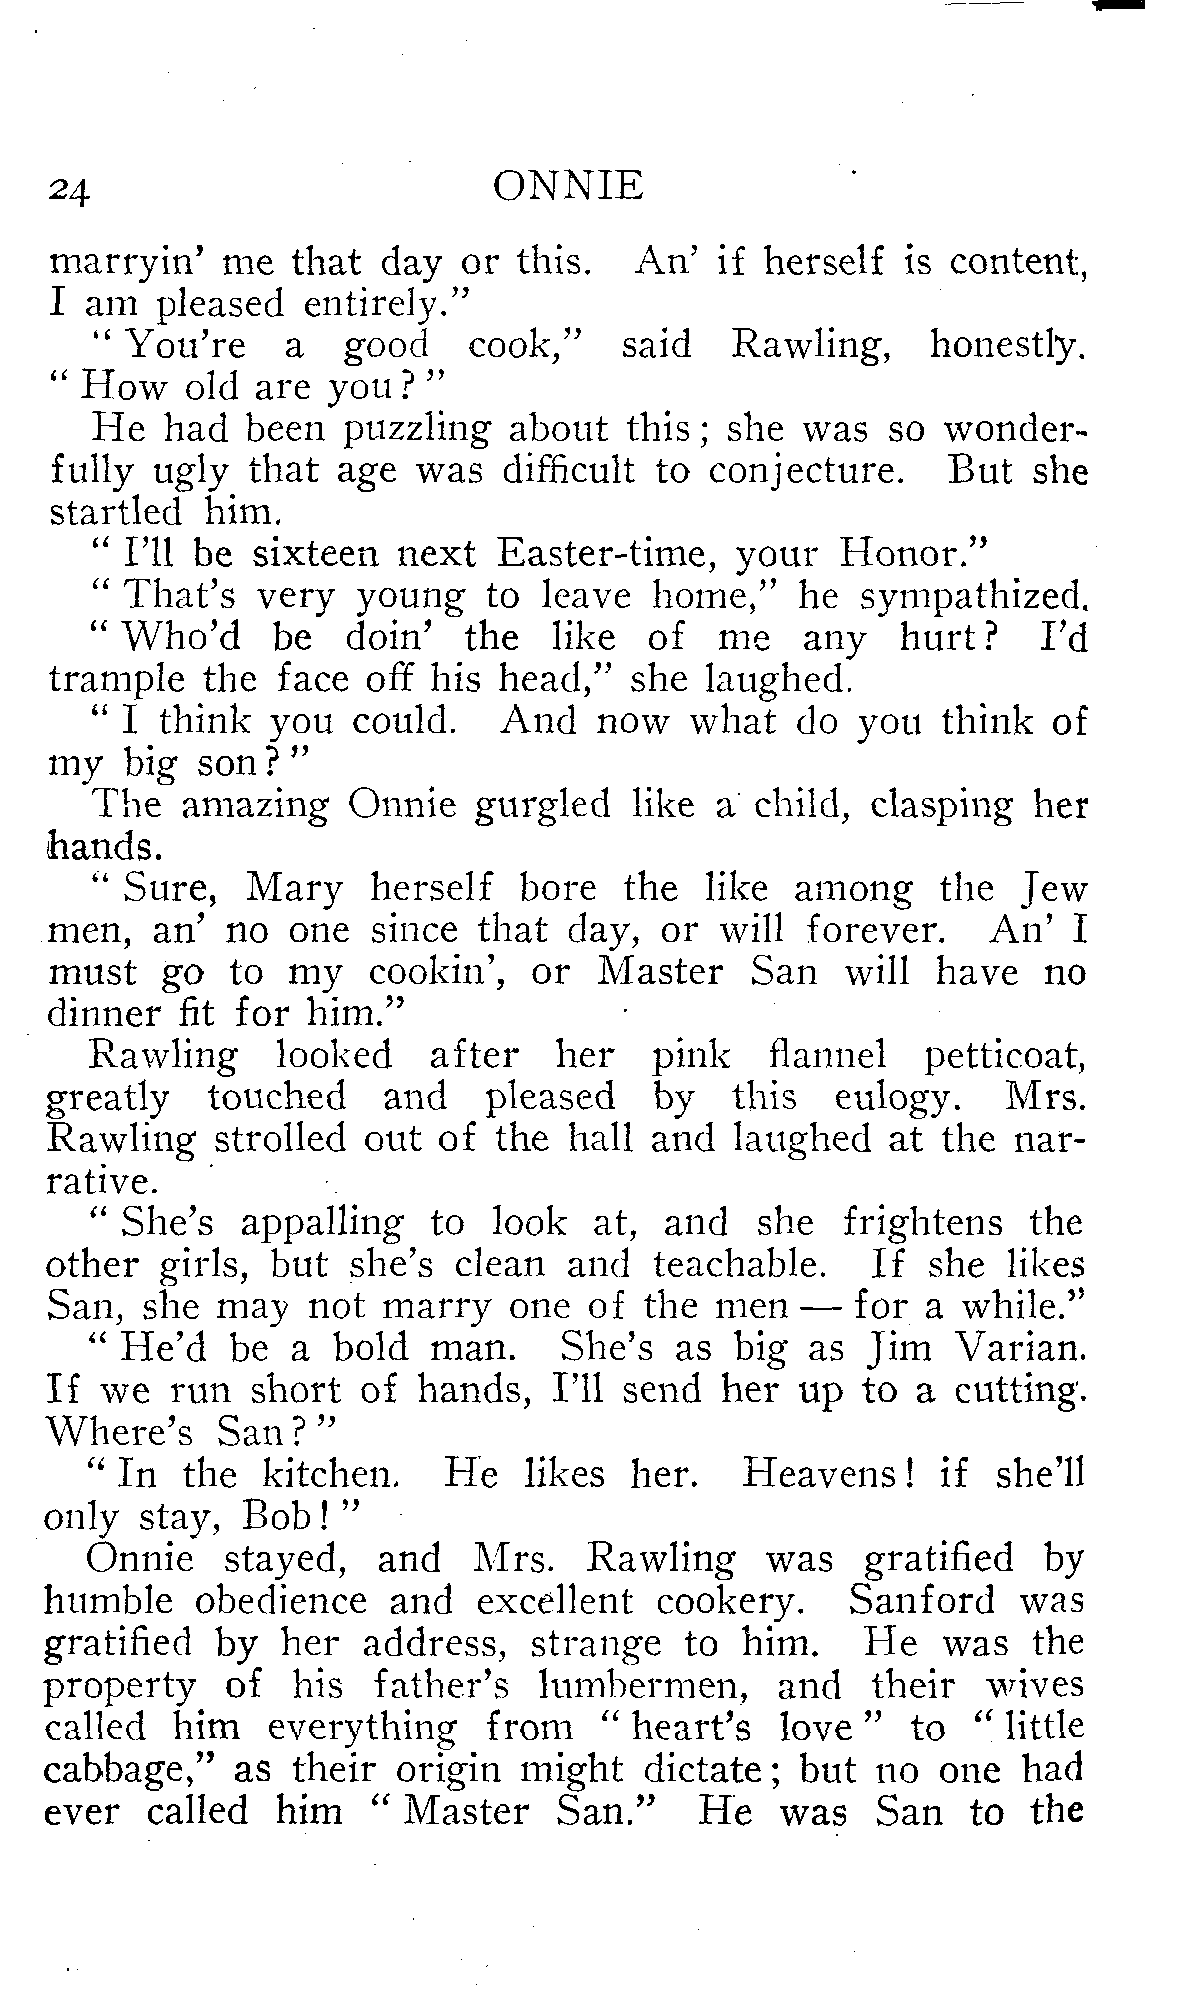 24 ONNIE
marryin' me that day or this. An' if herself is content,
I am pleased entirely."
" You're a good cook," said Rawling, honestly.
" How old are you? "
He had been puzzling about this; she was so wonder-
fully ugly that age was difficult to conjecture. But she
startled him.
" I'll be sixteen next Easter-time, your Honor."
" That's very young to leave home," he sympathized.
" Who'd be doin' the like of me any hurt? I'd
trample the face off his head," she laughed.
" I think you could. And now what do you think of
my big son? "
The amazing Onnie gurgled like a child, clasping her
hands.
" Sure, Mary herself bore the like among the Jew
men, an' no one since that day, or will forever. An' I
must go to my cookin', or Master San will have no
dinner fit for him."
Rawling looked after her pink flannel petticoat,
greatly touched and pleased by this eulogy. Mrs.
Rawling strolled out of the hall and laughed at the nar-
rative.
" She's appalling to look at, and she frightens the
other girls, but she's clean and teachable. If she likes
San, she may not marry one of the men — for a while."
" He'd be a bold man. She's as big as Jim Varian.
If we run short of hands, I'll send her up to a cutting.
Where's San? "
" In the kitchen. He likes her. Heavens! if she'll
only stay, Bob! "
Onnie stayed, and Mrs. Rawling was gratified by
humble obedience and excellent cookery. Sanford was
gratified by her address, strange to him. He was the
property of his father's lumbermen, and their wives
called him everything from " heart's love " to " little
cabbage," as their origin might dictate; but no one had
ever called him " Master San." He was San to the